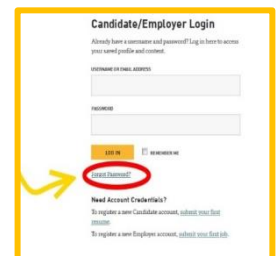 Candidate/Employer Login
Already have a username and password? Log in here to access
your saved profile and content.
USERNAME OR EMAIL ADDRESS
PASSWORD
LOG IN REMEMBER ME
Forgot Password?
Need Account Credentials?
To register a new Candidate account, submit your first
resume.
To register a new Employer account, submit your first job.